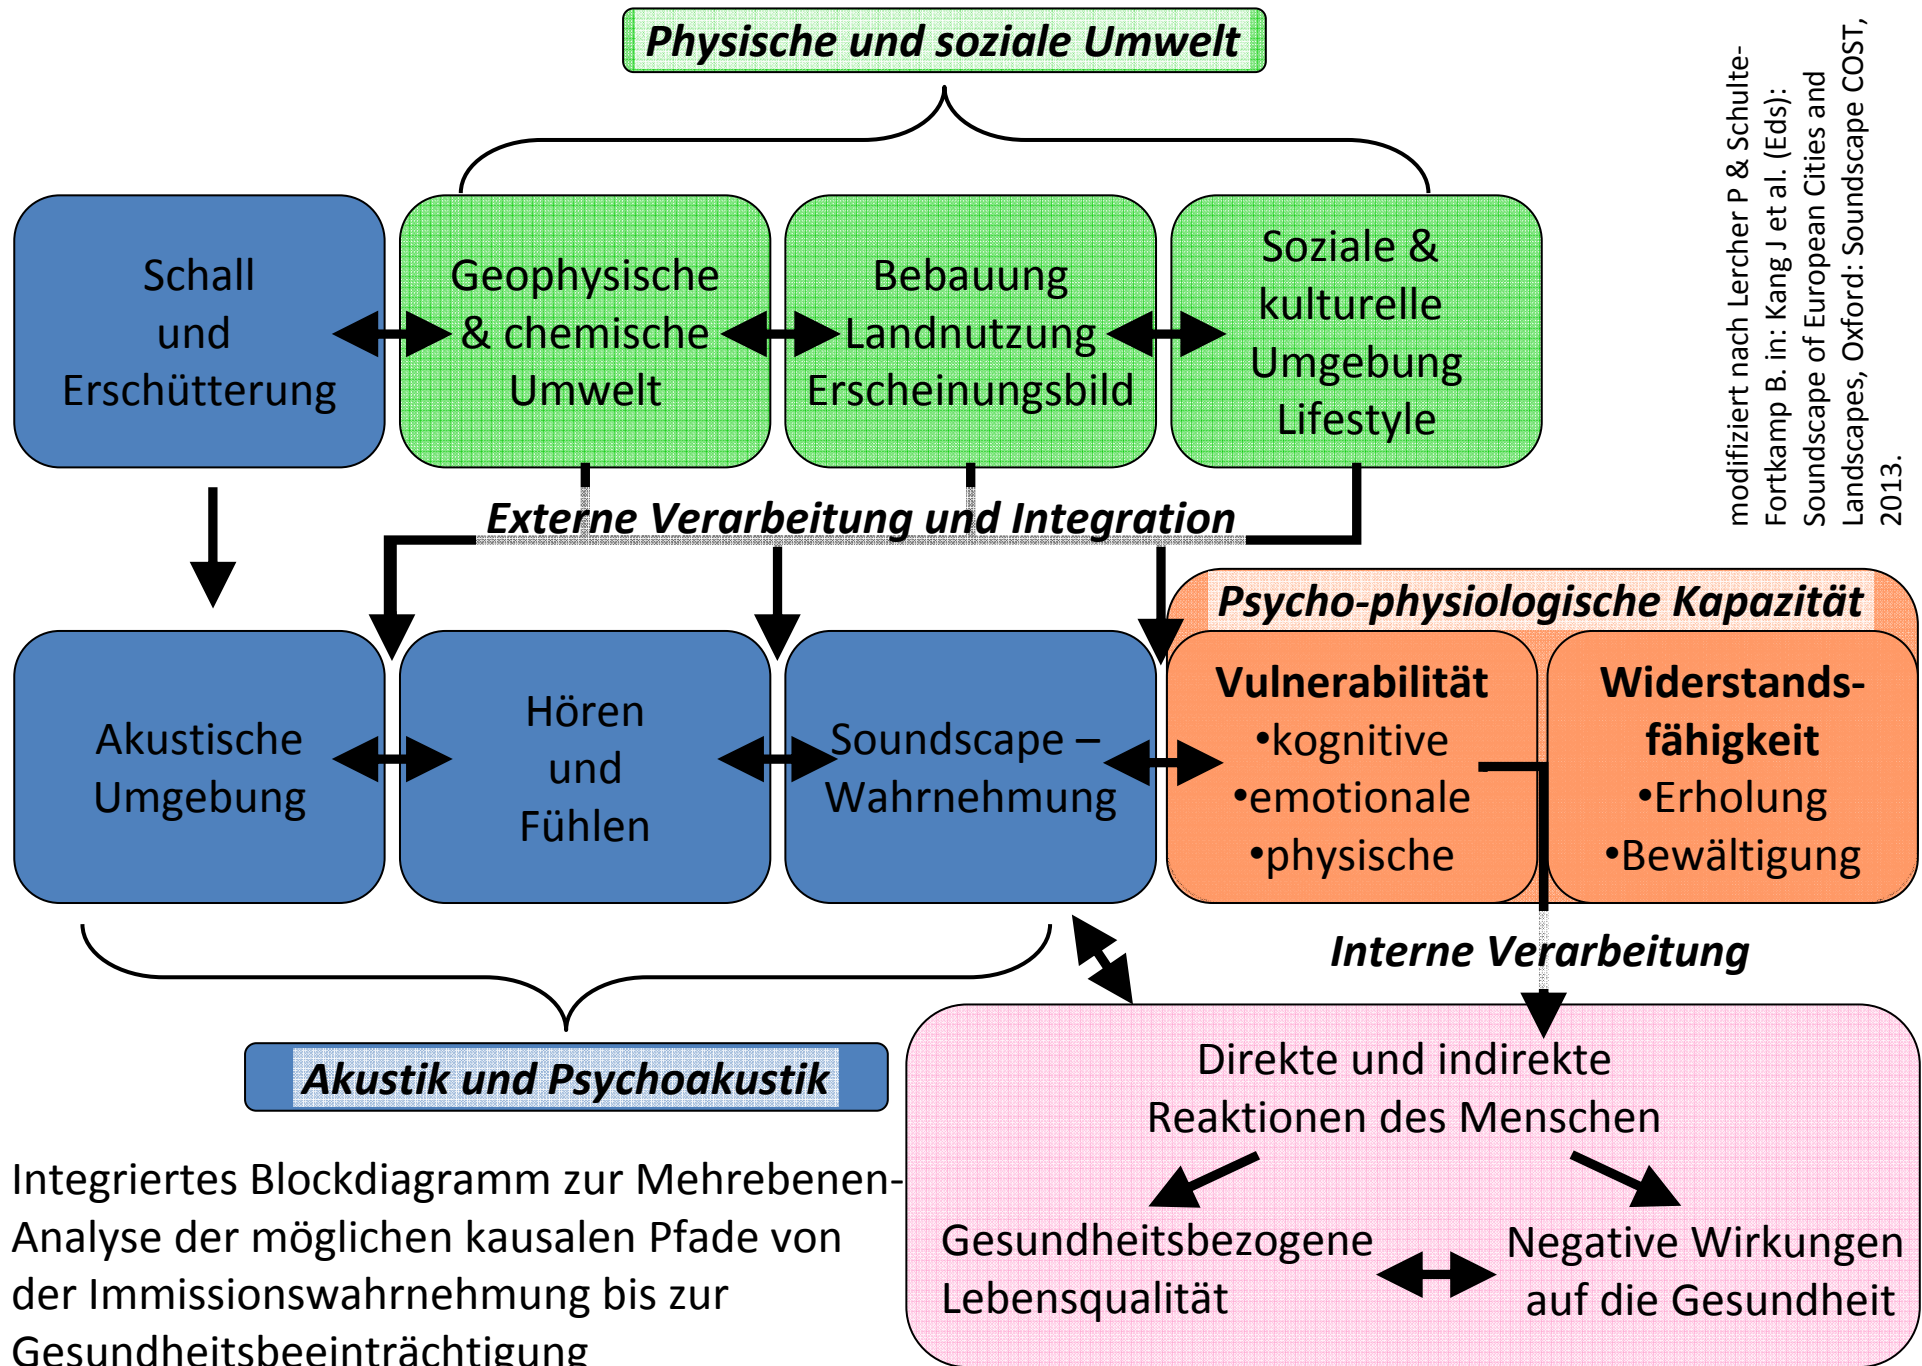 Physische und soziale Umwelt
modifiziert nach Lercher P & Schulte-
Fortkamp B. in: Kang J et al. (Eds):
Soundscape of European Cities and
Landscapes, Oxford: Soundscape COST,
2013.
Schall
und
Erschütterung
Geophysische
& chemische
Umwelt
Bebauung
Landnutzung
Erscheinungsbild
Soziale &
kulturelle
Umgebung
Lifestyle
Externe Verarbeitung und Integration
Psycho-physiologische Kapazität
Akustische
Umgebung
Hören
und
Fühlen
Soundscape –
Wahrnehmung
Vulnerabilität
•kognitive
•emotionale
•physische
Widerstands-
fähigkeit
•Erholung
•Bewältigung
Interne Verarbeitung
Akustik und Psychoakustik
Direkte und indirekte
Reaktionen des Menschen
Gesundheitsbezogene
Lebensqualität
Negative Wirkungen
auf die Gesundheit
Integriertes Blockdiagramm zur Mehrebenen-
Analyse der möglichen kausalen Pfade von
der Immissionswahrnehmung bis zur
Gesundheitsbeeinträchtigung